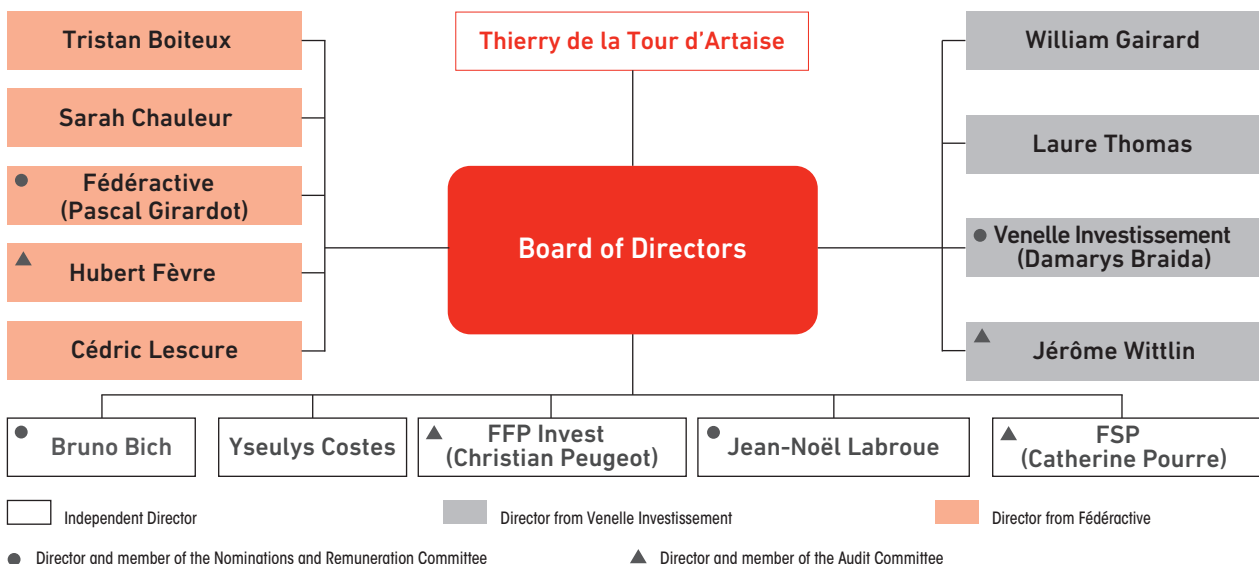 Tristan Boiteux
Sarah Chauleur
Fédéractive
(Pascal Girardot)
Hubert Fèvre
Cédric Lescure
Thierry de la Tour d'Artaise
Board of Directors
William Gairard
Laure Thomas
Venelle Investissement
(Damarys Braida)
Jérôme Wittlin
Bruno Bich
Yseulys Costes
FFP Invest
(Christian Peugeot)
Jean-Noël Labroue
FSP
(Catherine Pourre)
Independent Director
Director from Venelle Investissement
Director from Fédéractive
Director and member of the Nominations and Remuneration Committee
Director and member of the Audit Committee